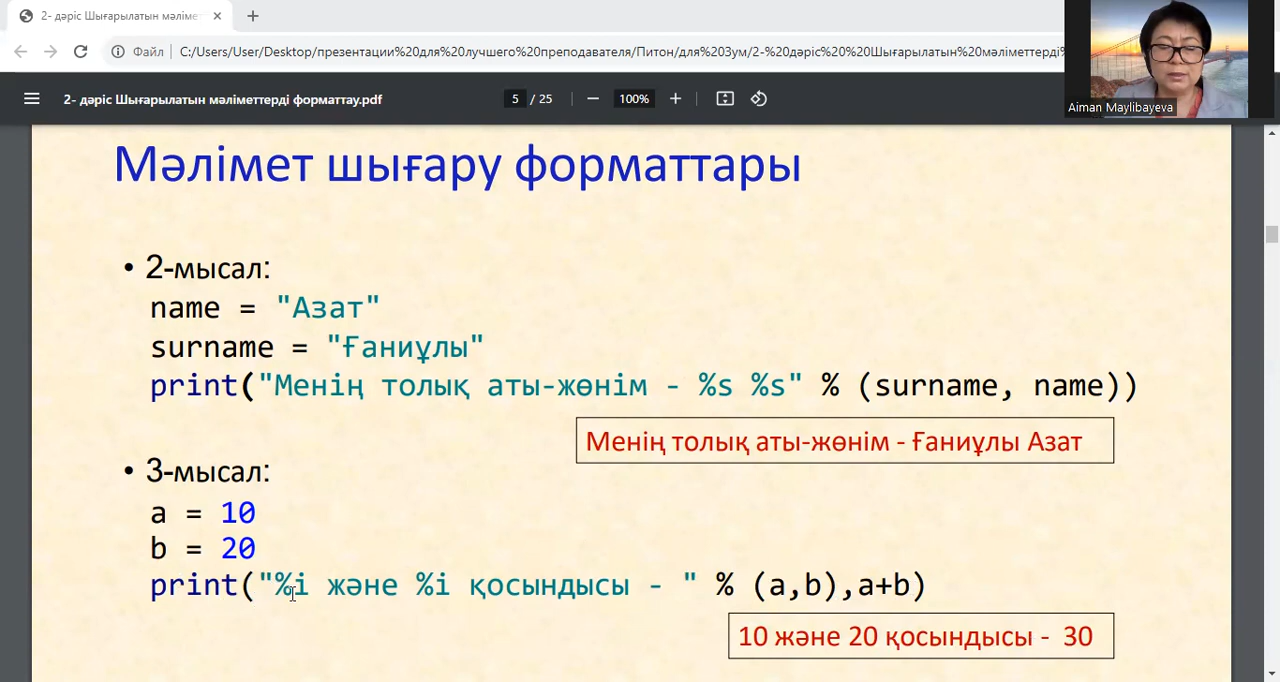 2- дәріс Шығарылатын мәліме
Файл
C:/Users/User/Desktop/презентации%20для%20лучшего%20преподавателя/Питон/для%20Зум/2-%20дәріс%20%20Шығарылатын%20мәліметтерді%
Aiman Maylibayeva
2- дәріс Шығарылатын мәліметтерді форматтау.pdf
5 / 25
100%
Мәлімет шығару форматтары
• 2-мысал:
name = "Азат"
surname = "Ғаниұлы"
print("Менің толық аты-жөнім - %s %s" % (surname, name))
Менің толық аты-жөнім - Ғаниұлы Азат
• 3-мысал:
a = 10
b = 20
print("%i және %i қосындысы - " % (a,b),a+b)
10 және 20 қосындысы - 30